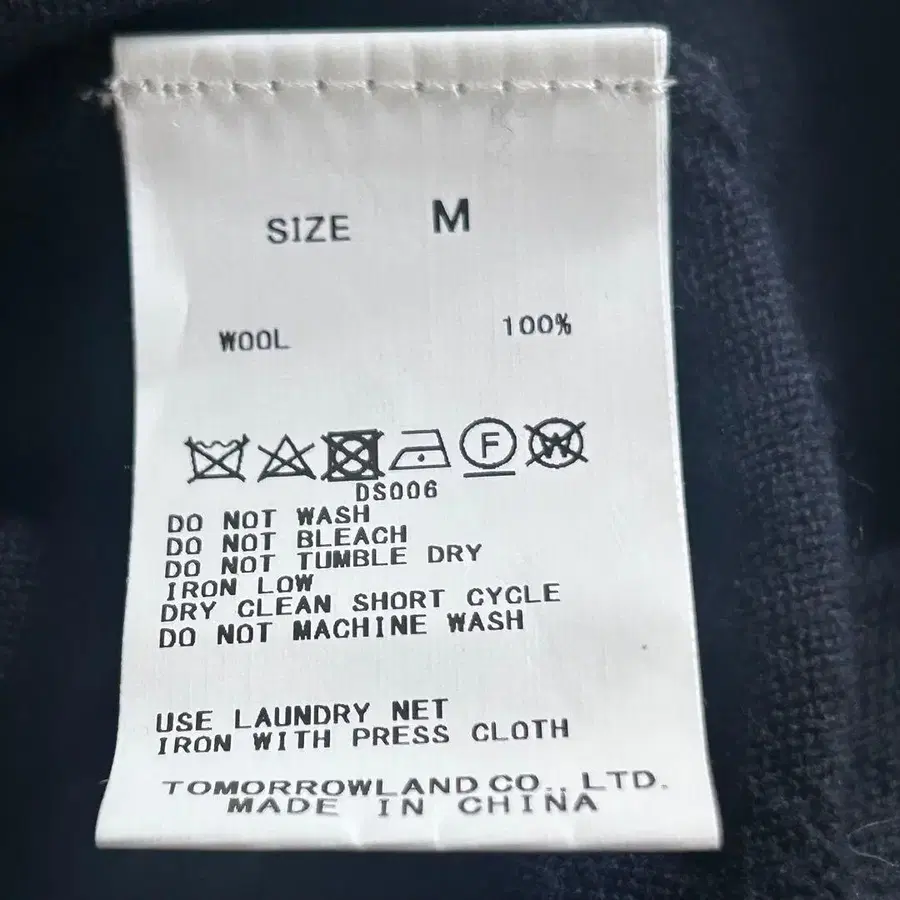 SIZE M
WOOL 100%
F W
DS006
DO NOT WASH
DO NOT BLEACH
DO NOT TUMBLE DRY
IRON LOW
DRY CLEAN SHORT CYCLE
DO NOT MACHINE WASH
USE LAUNDRY NET
IRON WITH PRESS CLOTH
TOMORROWLAND CO., LTD.
MADE IN CHINA